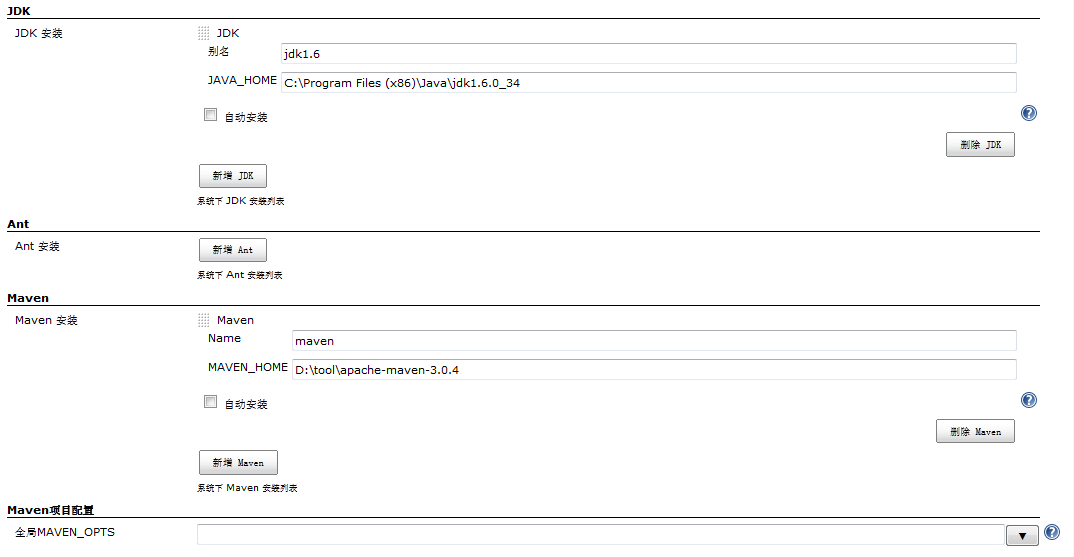 JDK
JDK 安装
JDK
别名
jdk1.6
JAVA_HOME
C:\Program Files (x86)\Java\jdk1.6.0_34
自动安装
删除 JDK
新增 JDK
系统下 JDK 安装列表
Ant
Ant 安装
新增 Ant
系统下 Ant 安装列表
Maven
Maven 安装
Maven
Name
maven
MAVEN_HOME
D:\tool\apache-maven-3.0.4
自动安装
删除 Maven
新增 Maven
系统下 Maven 安装列表
Maven项目配置
全局MAVEN_OPTS